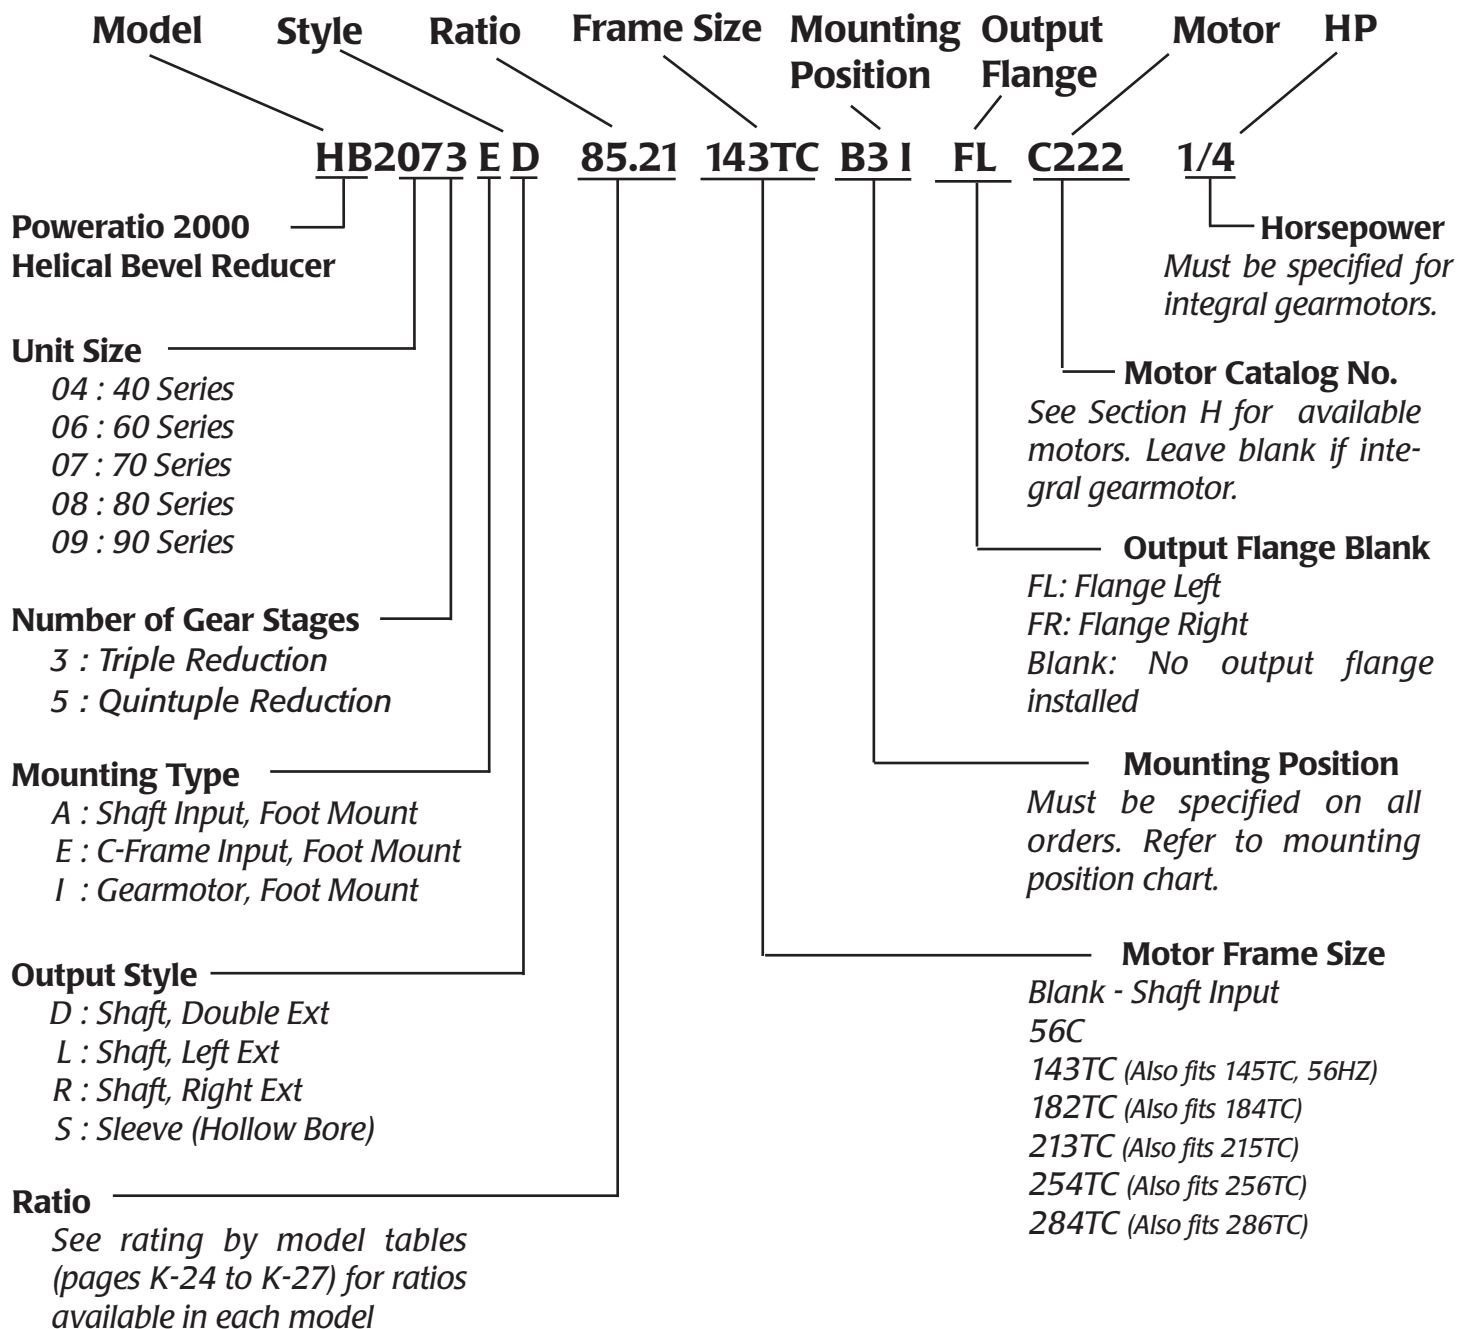 Model Style Ratio Frame Size Mounting Position Output Flange Motor HP
HB2073 E D 85.21 143TC B3 I FL C222 1/4
Poweratio 2000
Helical Bevel Reducer
Unit Size
04 : 40 Series
06 : 60 Series
07 : 70 Series
08 : 80 Series
09 : 90 Series
Number of Gear Stages
3 : Triple Reduction
5 : Quintuple Reduction
Mounting Type
A : Shaft Input, Foot Mount
E : C-Frame Input, Foot Mount
I : Gearmotor, Foot Mount
Output Style
D : Shaft, Double Ext
L : Shaft, Left Ext
R : Shaft, Right Ext
S : Sleeve (Hollow Bore)
Ratio
See rating by model tables
(pages K-24 to K-27) for ratios
available in each model
Horsepower
Must be specified for
integral gearmotors.
Motor Catalog No.
See Section H for available
motors. Leave blank if inte-
gral gearmotor.
Output Flange Blank
FL: Flange Left
FR: Flange Right
Blank: No output flange
installed
Mounting Position
Must be specified on all
orders. Refer to mounting
position chart.
Motor Frame Size
Blank - Shaft Input
56C
143TC (Also fits 145TC, 56HZ)
182TC (Also fits 184TC)
213TC (Also fits 215TC)
254TC (Also fits 256TC)
284TC (Also fits 286TC)